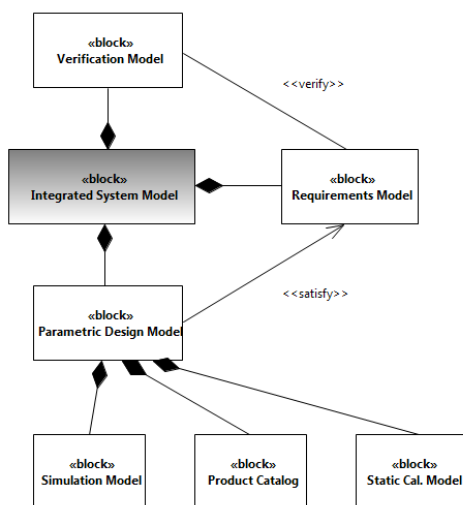 «block»
Verification Model
<<verify>>
«block»
Integrated System Model
«block»
Requirements Model
<<satisfy>>
«block»
Parametric Design Model
«block»
Simulation Model
«block»
Product Catalog
«block»
Static Cal. Model